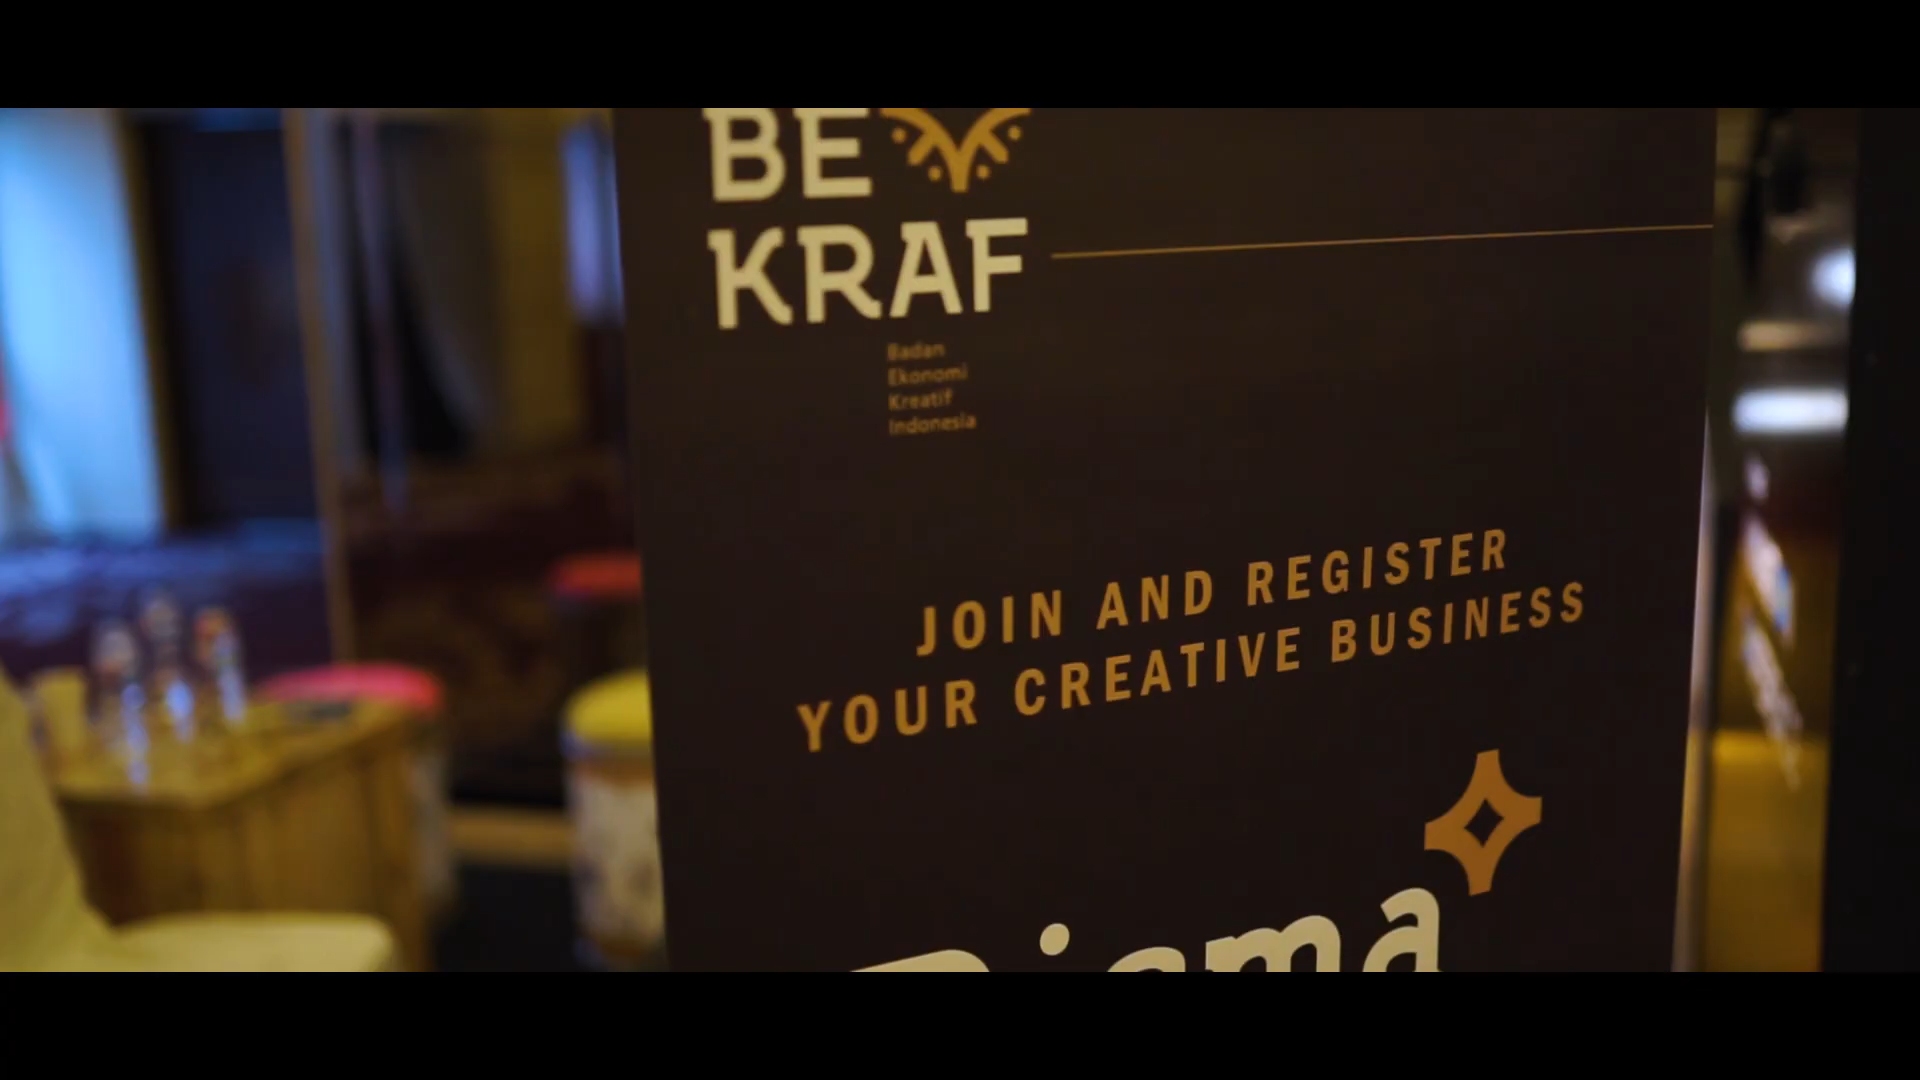 BE
KRAF
Badan
Ekonomi
Kreatif
Indonesia
JOIN AND REGISTER
YOUR CREATIVE BUSINESS